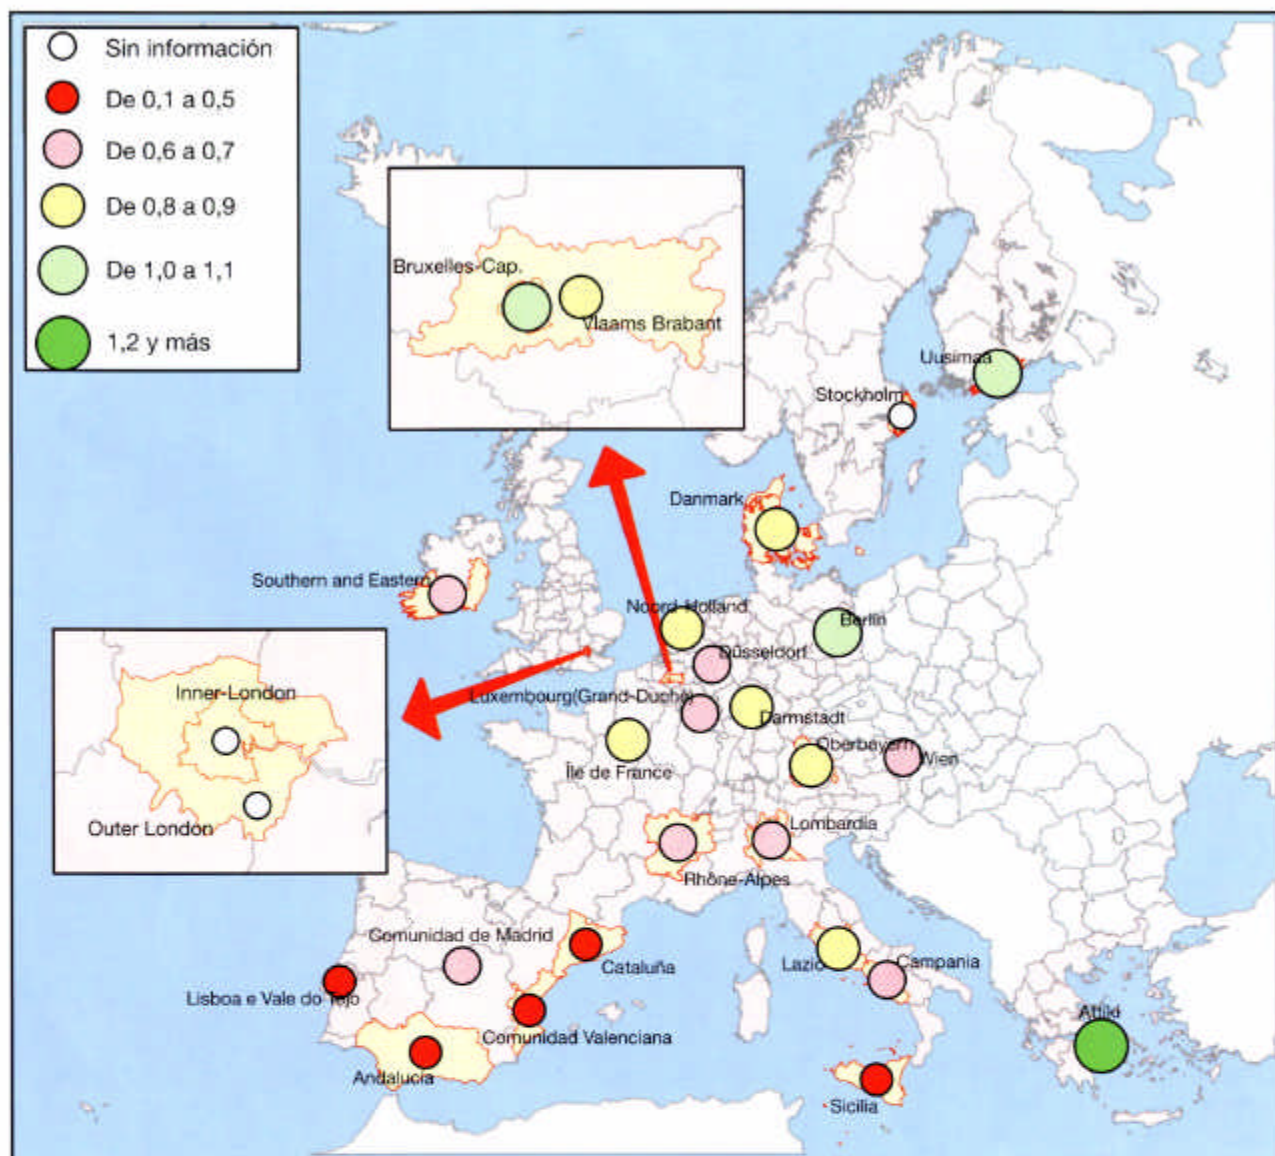 Sin información
De 0,1 a 0,5
De 0,6 a 0,7
De 0,8 a 0,9
De 1,0 a 1,1
1,2 y más
Bruxelles-Cap.
Vlaams Brabant
Uusimaa
Stockholm
Danmark
Southern and Eastern
Noord-Holland
Berlin
Düsseldorf
Inner-London
Luxembourg(Grand-Duché)
Darmstadt
Oberbayern
Wien
Île de France
Outer London
Lombardia
Rhône-Alpes
Comunidad de Madrid
Cataluña
Lazio
Campania
Lisboa e Vale do Tejo
Attiki
Comunidad Valenciana
Andalucia
Sicilia